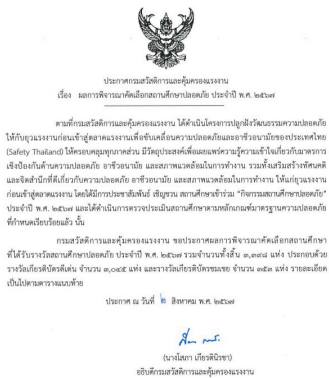 ประกาศกรมสวัสดิการและคุ้มครองแรงงาน
เรื่อง ผลการพิจารณาคัดเลือกสถานศึกษาปลอดภัย ประจำปี พ.ศ. ๒๕๖๗
ตามที่กรมสวัสดิการและคุ้มครองแรงงาน ได้ดำเนินโครงการปลูกฝังวัฒนธรรมความปลอดภัย
ให้กับยุวแรงงานก่อนเข้าสู่ตลาดแรงงานเพื่อขับเคลื่อนความปลอดภัยและอาชีวอนามัยของประเทศไทย
(Safety Thailand) ให้ครอบคลุมทุกภาคส่วน มีวัตถุประสงค์เพื่อเผยแพร่ความรู้ความเข้าใจเกี่ยวกับมาตรการ
เชิงป้องกันด้านความปลอดภัย อาชีวอนามัย และสภาพแวดล้อมในการทำงาน รวมทั้งเสริมสร้างทัศนคติ
และจิตสำนึกที่ดีเกี่ยวกับความปลอดภัย อาชีวอนามัย และสภาพแวดล้อมในการทำงาน ให้แก่ยุวแรงงาน
ก่อนเข้าสู่ตลาดแรงงาน โดยได้มีการประชาสัมพันธ์ เชิญชวน สถานศึกษาเข้าร่วม “กิจกรรมสถานศึกษาปลอดภัย”
ประจำปี พ.ศ. ๒๕๖๗ และได้ดำเนินการตรวจประเมินสถานศึกษาตามหลักเกณฑ์มาตรฐานความปลอดภัย
ที่กำหนดเรียบร้อยแล้ว นั้น
กรมสวัสดิการและคุ้มครองแรงงาน ขอประกาศผลการพิจารณาคัดเลือกสถานศึกษา
ที่ได้รับรางวัลสถานศึกษาปลอดภัย ประจำปี พ.ศ. ๒๕๖๗ รวมจำนวนทั้งสิ้น ๓,๓๙๘ แห่ง ประกอบด้วย
รางวัลเกียรติบัตรดีเด่น จำนวน ๓,๐๔๕ แห่ง และรางวัลเกียรติบัตรชมเชย จำนวน ๓๕๓ แห่ง รายละเอียด
เป็นไปตามตารางแนบท้าย
ประกาศ ณ วันที่ ๒ สิงหาคม พ.ศ. ๒๕๖๗
(นางโสภา เกียรตินิรชา)
อธิบดีกรมสวัสดิการและคุ้มครองแรงงาน